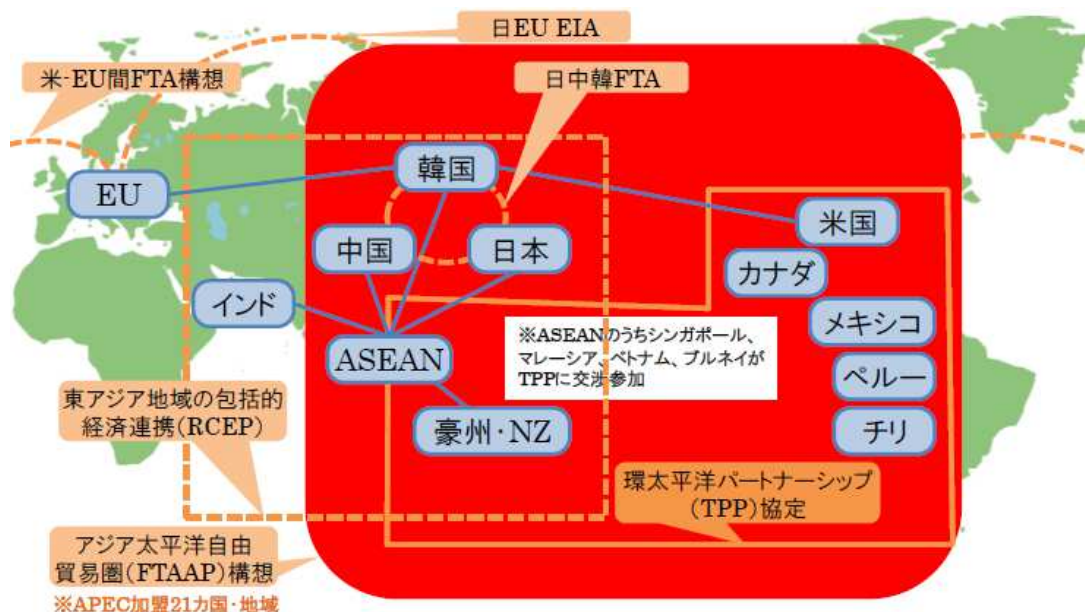 日EU EIA
米-EU間FTA構想
日中韓FTA
韓国
EU
米国
中国
日本
カナダ
インド
メキシコ
※ASEANのうちシンガポール、
マレーシア、ベトナム、ブルネイが
TPPに交渉参加
ASEAN
ペルー
東アジア地域の包括的
経済連携(RCEP)
豪州・NZ
チリ
環太平洋パートナーシップ
(TPP)協定
アジア太平洋自由
貿易圏(FTAAP)構想
※APEC加盟21カ国・地域